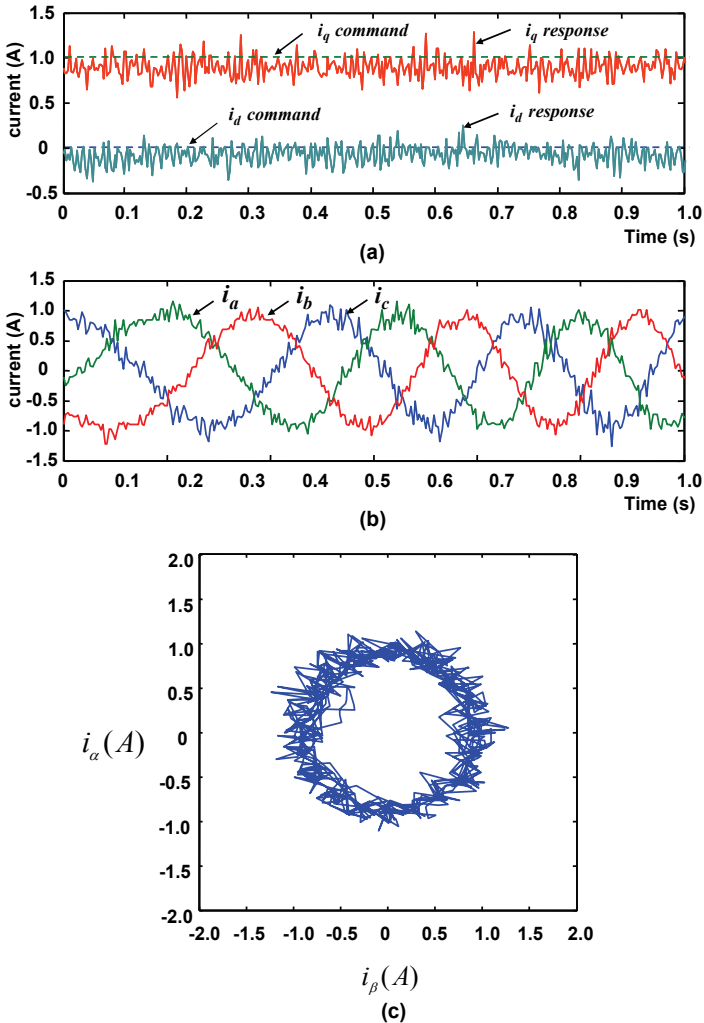 1.5
i_q command
i_q response
1.0
current (A)
0.5
i_d command
i_d response
0
-0.5
0 0.1 0.2 0.3 0.4 0.5 0.6 0.7 0.8 0.9 1.0
Time (s)
(a)
1.5
i_a i_b i_c
1.0
current (A)
0.5
0
-0.5
-1.0
-1.5
0 0.1 0.2 0.3 0.4 0.5 0.6 0.7 0.8 0.9 1.0
Time (s)
(b)
2.0
1.5
1.0
0.5
i_α(A)
0
-0.5
-1.0
-1.5
-2.0
-2.0 -1.5 -1.0 -0.5 0 0.5 1.0 1.5 2.0
i_β(A)
(c)